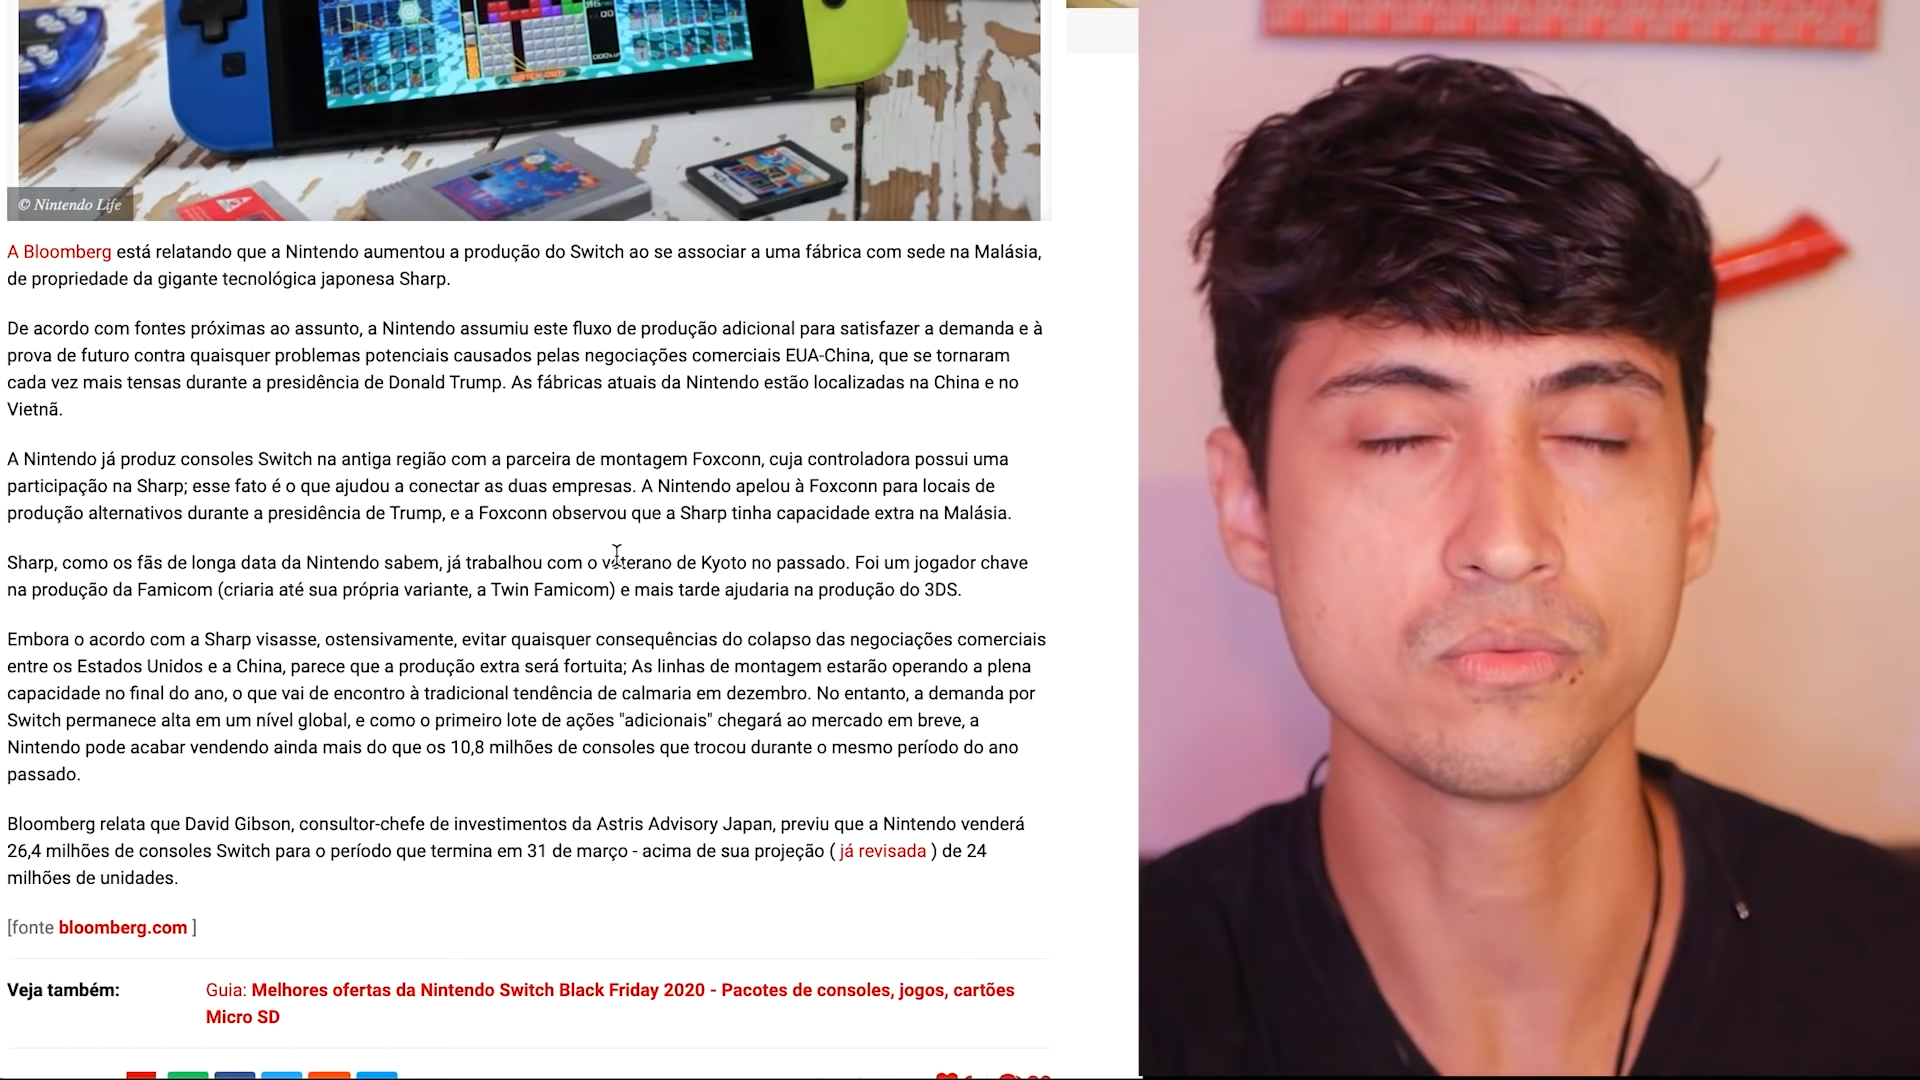 WATCH OUT!
© Nintendo Life
A Bloomberg está relatando que a Nintendo aumentou a produção do Switch ao se associar a uma fábrica com sede na Malásia,
de propriedade da gigante tecnológica japonesa Sharp.
De acordo com fontes próximas ao assunto, a Nintendo assumiu este fluxo de produção adicional para satisfazer a demanda e à
prova de futuro contra quaisquer problemas potenciais causados pelas negociações comerciais EUA-China, que se tornaram
cada vez mais tensas durante a presidência de Donald Trump. As fábricas atuais da Nintendo estão localizadas na China e no
Vietnã.
A Nintendo já produz consoles Switch na antiga região com a parceira de montagem Foxconn, cuja controladora possui uma
participação na Sharp; esse fato é o que ajudou a conectar as duas empresas. A Nintendo apelou à Foxconn para locais de
produção alternativos durante a presidência de Trump, e a Foxconn observou que a Sharp tinha capacidade extra na Malásia.
Sharp, como os fãs de longa data da Nintendo sabem, já trabalhou com o veterano de Kyoto no passado. Foi um jogador chave
na produção da Famicom (criaria até sua própria variante, a Twin Famicom) e mais tarde ajudaria na produção do 3DS.
Embora o acordo com a Sharp visasse, ostensivamente, evitar quaisquer consequências do colapso das negociações comerciais
entre os Estados Unidos e a China, parece que a produção extra será fortuita; As linhas de montagem estarão operando a plena
capacidade no final do ano, o que vai de encontro à tradicional tendência de calmaria em dezembro. No entanto, a demanda por
Switch permanece alta em um nível global, e como o primeiro lote de ações "adicionais" chegará ao mercado em breve, a
Nintendo pode acabar vendendo ainda mais do que os 10,8 milhões de consoles que trocou durante o mesmo período do ano
passado.
Bloomberg relata que David Gibson, consultor-chefe de investimentos da Astris Advisory Japan, previu que a Nintendo venderá
26,4 milhões de consoles Switch para o período que termina em 31 de março - acima de sua projeção ( já revisada ) de 24
milhões de unidades.
[fonte bloomberg.com ]
Veja também:
Guia: Melhores ofertas da Nintendo Switch Black Friday 2020 - Pacotes de consoles, jogos, cartões
Micro SD